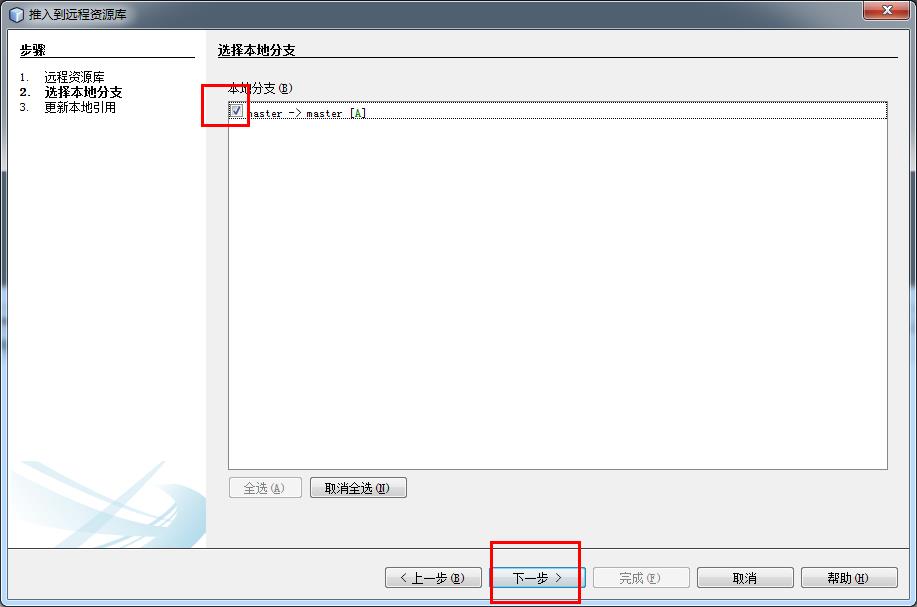 推入到远程资源库
步骤
1. 远程资源库
2. 选择本地分支
3. 更新本地引用
选择本地分支
本地分支(B)
master -> master [A]
全选(A) 取消全选(N)
< 上一步(B) 下一步 > 完成(F) 取消 帮助(H)